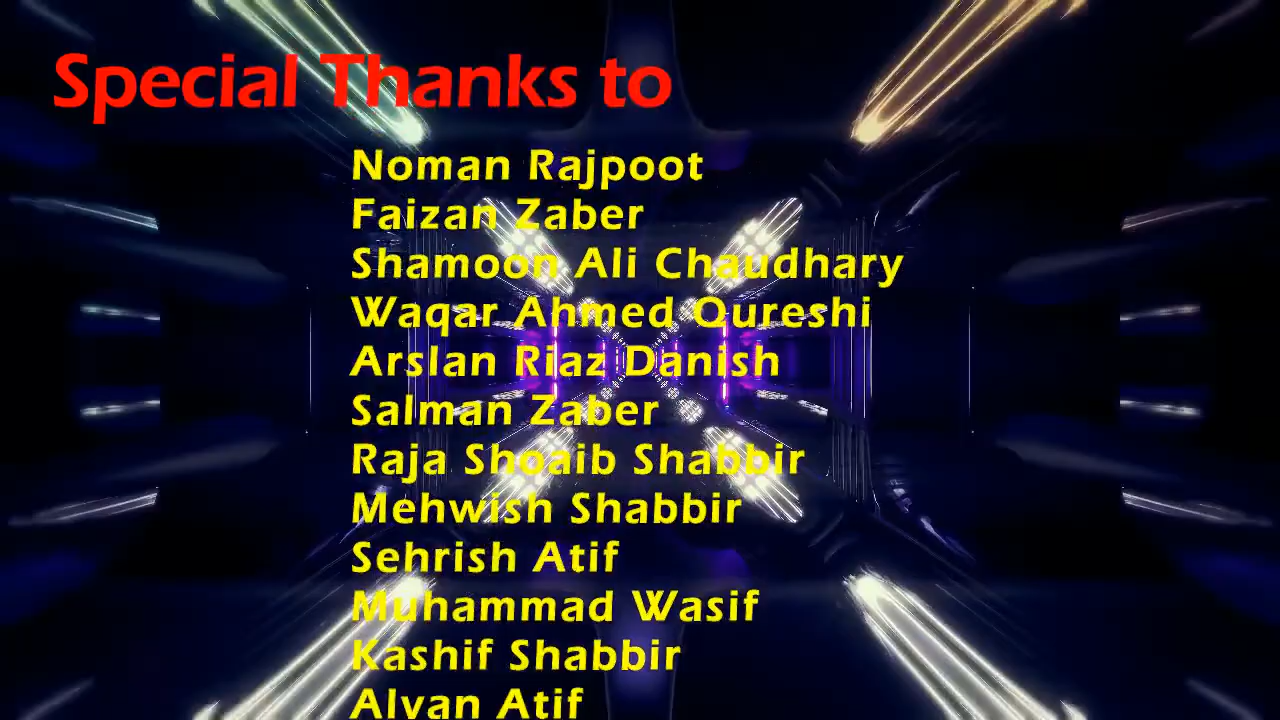 Special Thanks to
Noman Rajpoot
Faizan Zaber
Shamoon Ali Chaudhary
Waqar Ahmed Qureshi
Arslan Riaz Danish
Salman Zaber
Raja Shoaib Shabbir
Mehwish Shabbir
Sehrish Atif
Muhammad Wasif
Kashif Shabbir
Alyan Atif